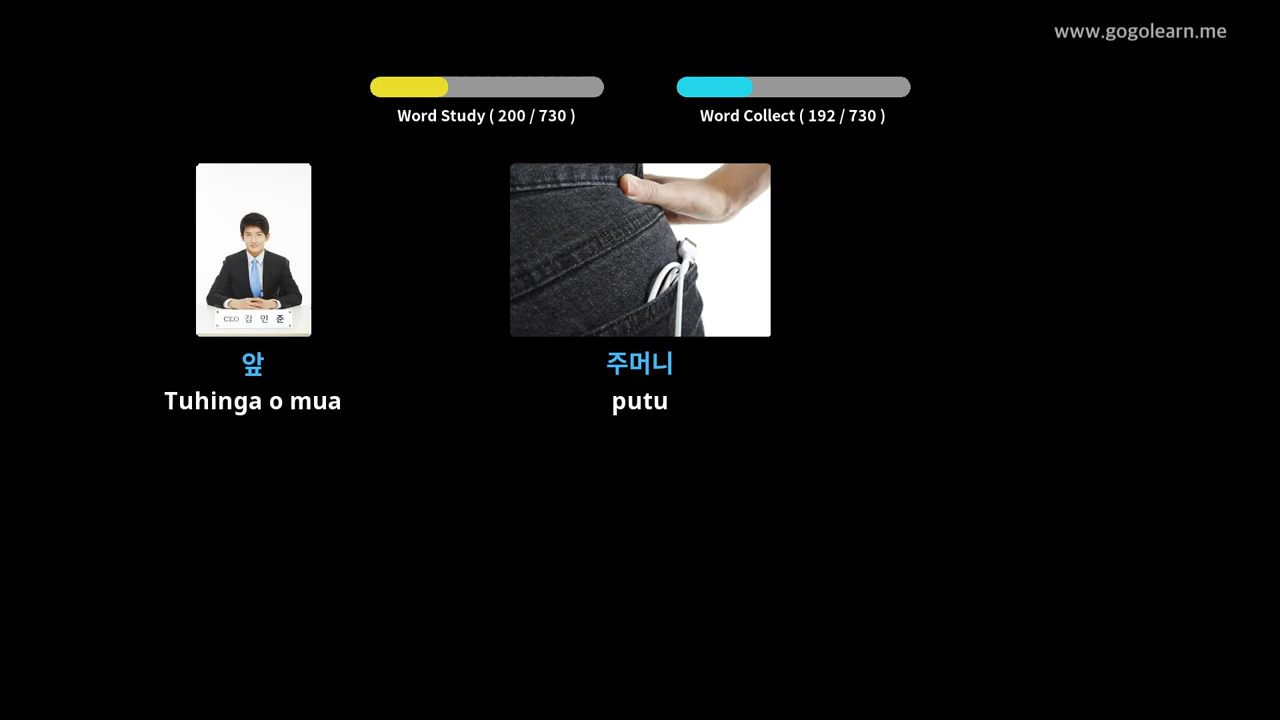 www.gogolearn.me
Word Study ( 200 / 730 )
Word Collect ( 192 / 730 )
CEO 김 민 준
앞
Tuhinga o mua
주머니
putu